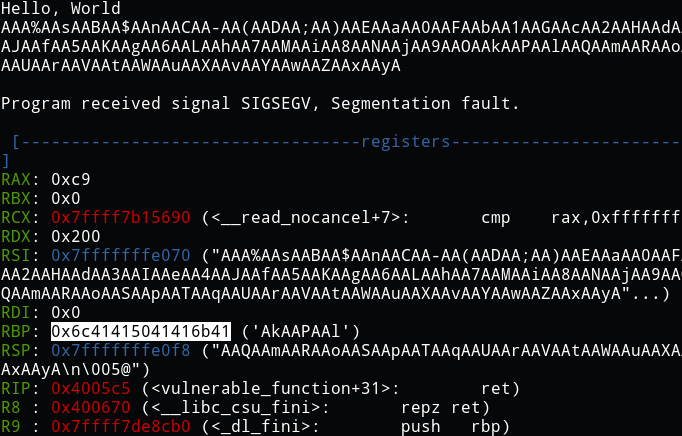 Hello, World
AAA%AAsAABAA$AAnAACAA-AA(AADAA;AA)AAEAAaAA0AAFAAbAA1AAGAAcAA2AAHAAdA
AJAAfAA5AAKAAgAA6AALAAhAA7AAMAAiAA8AANAAjAA9AAOAAkAAPAAlAAQAAmAARAAo
AAUAArAAVAAtAAWAAuAAXAAvAAYAAwAAZAAxAAyA
Program received signal SIGSEGV, Segmentation fault.
[----------------------------------registers-----------------------
]
RAX: 0xc9
RBX: 0x0
RCX: 0x7ffff7b15690 (<__read_nocancel+7>: cmp rax,0xfffffff
RDX: 0x200
RSI: 0x7fffffffe070 ("AAA%AAsAABAA$AAnAACAA-AA(AADAA;AA)AAEAAaAA0AAF
AA2AAHAAdAA3AAIAAeAA4AAJAAfAA5AAKAAgAA6AALAAhAA7AAMAAiAA8AANAAjAA9AA
QAAmAARAAoAASAApAATAAqAAUAArAAVAAtAAWAAuAAXAAvAAYAAwAAZAAxAAyA"...)
RDI: 0x0
RBP: 0x6c41415041416b41 ('AkAAPAAl')
RSP: 0x7fffffffe0f8 ("AAQAAmAARAAoAASAApAATAAqAAUAArAAVAAtAAWAAuAAXA
AxAAyA\n\005@")
RIP: 0x4005c5 (<vulnerable_function+31>: ret)
R8 : 0x400670 (<__libc_csu_fini>: repz ret)
R9 : 0x7ffff7de8cb0 (<_dl_fini>: push rbp)